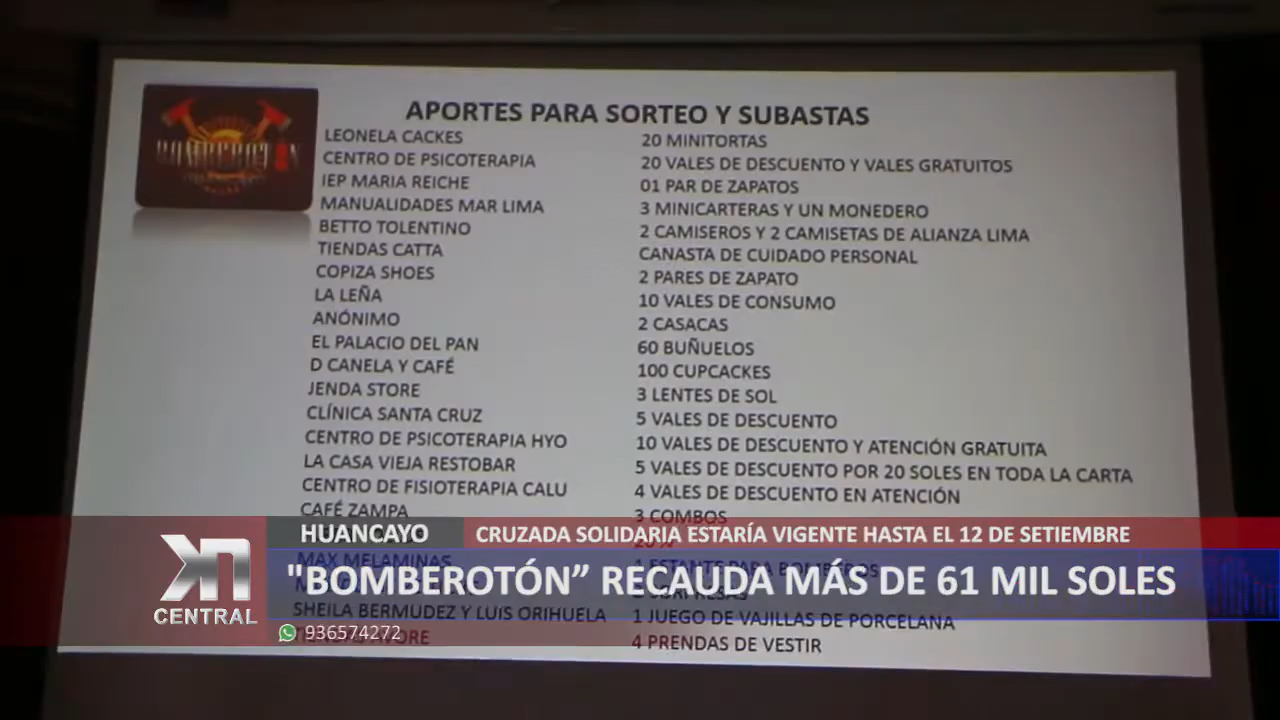 BOMBEROTÓN
APORTES PARA SORTEO Y SUBASTAS
LEONELA CACKES 20 MINITORTAS
CENTRO DE PSICOTERAPIA 20 VALES DE DESCUENTO Y VALES GRATUITOS
IEP MARIA REICHE 01 PAR DE ZAPATOS
MANUALIDADES MAR LIMA 3 MINICARTERAS Y UN MONEDERO
BETTO TOLENTINO 2 CAMISEROS Y 2 CAMISETAS DE ALIANZA LIMA
TIENDAS CATTA CANASTA DE CUIDADO PERSONAL
COPIZA SHOES 2 PARES DE ZAPATO
LA LEÑA 10 VALES DE CONSUMO
ANÓNIMO 2 CASACAS
EL PALACIO DEL PAN 60 BUÑUELOS
D CANELA Y CAFÉ 100 CUPCACKES
JENDA STORE 3 LENTES DE SOL
CLÍNICA SANTA CRUZ 5 VALES DE DESCUENTO
CENTRO DE PSICOTERAPIA HYO 10 VALES DE DESCUENTO Y ATENCIÓN GRATUITA
LA CASA VIEJA RESTOBAR 5 VALES DE DESCUENTO POR 20 SOLES EN TODA LA CARTA
CENTRO DE FISIOTERAPIA CALU 4 VALES DE DESCUENTO EN ATENCIÓN
CAFÉ ZAMPA 3 COMBOS
HUANCAYO CRUZADA SOLIDARIA ESTARÍA VIGENTE HASTA EL 12 DE SETIEMBRE
MAX MELAMINAS 1 ESTANTE PARA BOMBEROS
"BOMBEROTÓN” RECAUDA MÁS DE 61 MIL SOLES
SHEILA BERMUDEZ Y LUIS ORIHUELA 1 JUEGO DE VAJILLAS DE PORCELANA
CENTRAL
936574272
4 PRENDAS DE VESTIR